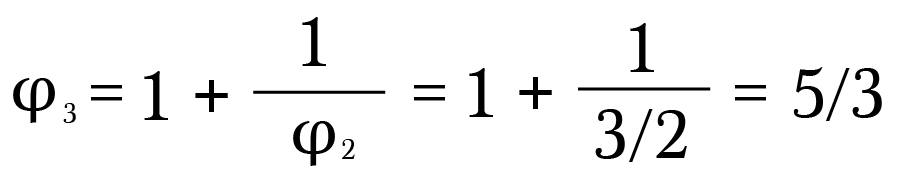 φ₃ = 1 + 1/φ₂ = 1 + 1/(3/2) = 5/3